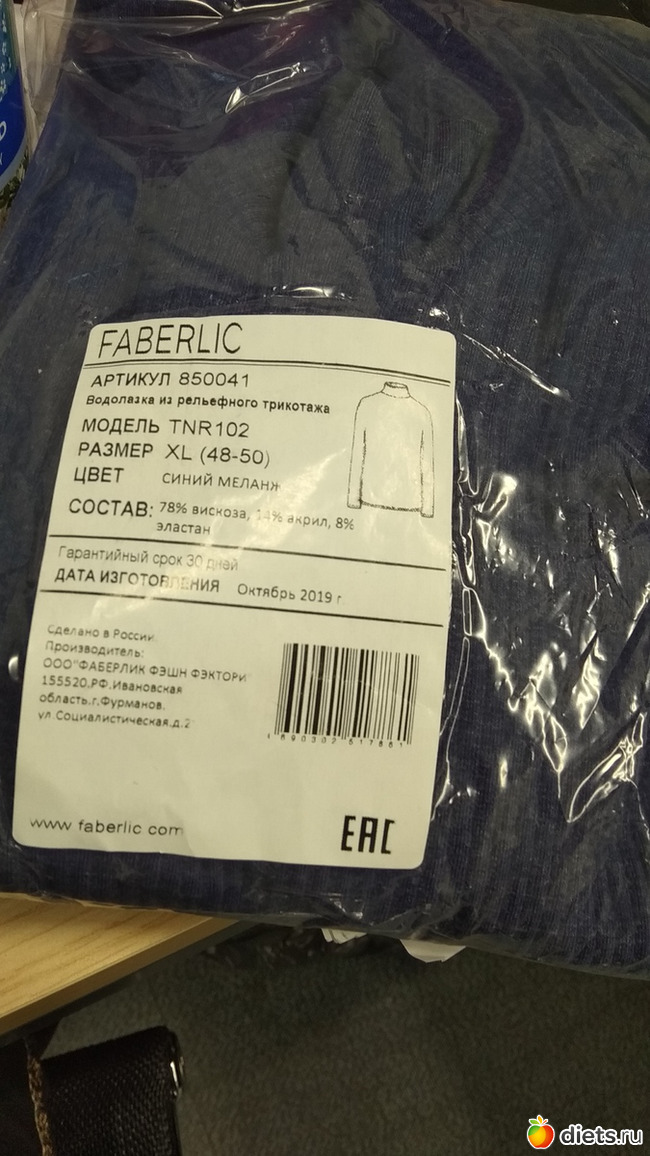 FABERLIC
АРТИКУЛ 850041
Водолазка из рельефного трикотажа
МОДЕЛЬ TNR102
РАЗМЕР XL (48-50)
ЦВЕТ СИНИЙ МЕЛАНЖ
СОСТАВ: 78% вискоза, 14% акрил, 8%
эластан
Гарантийный срок 30 дней
ДАТА ИЗГОТОВЛЕНИЯ Октябрь 2019 г
Сделано в России.
Производитель:
ООО"ФАБЕРЛИК ФЭШН ФЭКТОРИ
155520,РФ.Ивановская
область,г.Фурманов,
ул.Социалистическая,д.2
www faberlic com
EAC
diets.ru